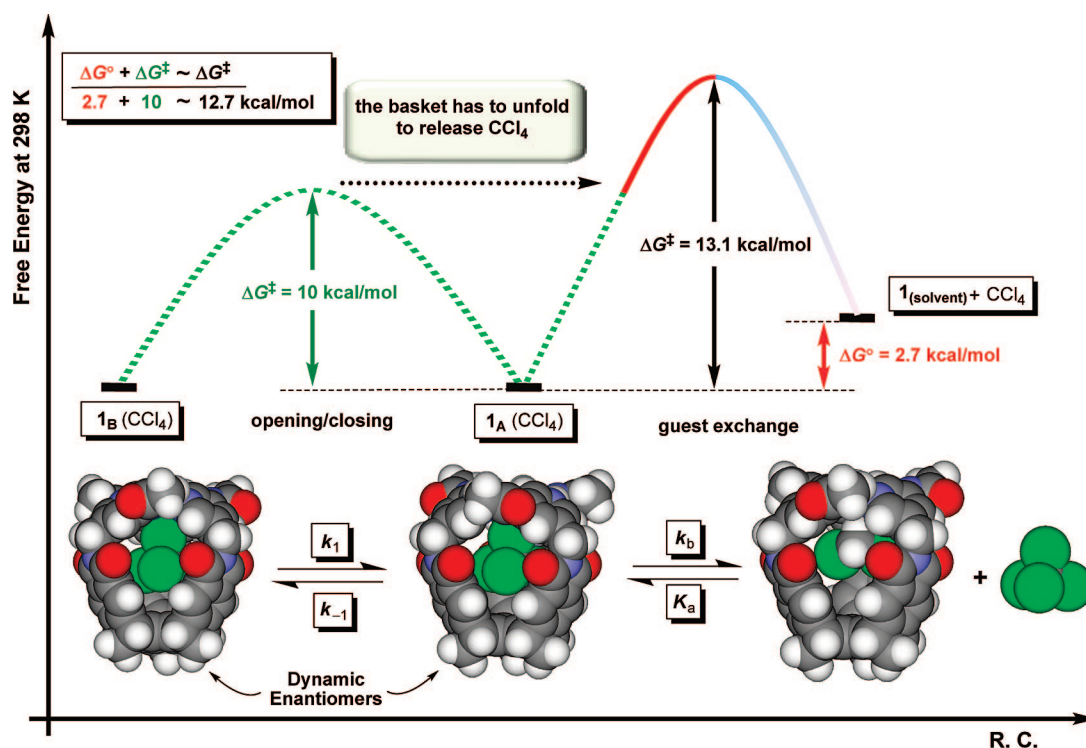 Free Energy at 298 K
ΔG° + ΔG‡ ~ ΔG‡
2.7 + 10 ~ 12.7 kcal/mol
the basket has to unfold
to release CCl₄
ΔG‡ = 10 kcal/mol
ΔG‡ = 13.1 kcal/mol
1(solvent) + CCl₄
ΔG° = 2.7 kcal/mol
1B (CCl₄)
opening/closing
1A (CCl₄)
guest exchange
k₁
k₋₁
kb
Ka
+
Dynamic
Enantiomers
R. C.